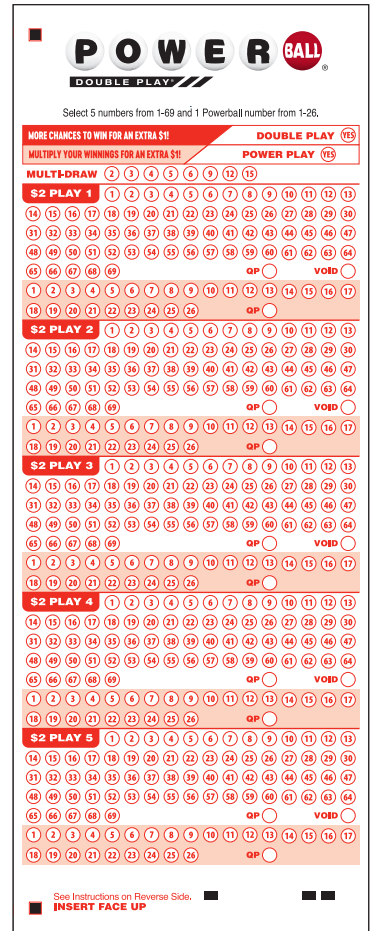 POWERBALL®
DOUBLE PLAY®
Select 5 numbers from 1-69 and 1 Powerball number from 1-26.
MORE CHANCES TO WIN FOR AN EXTRA $1! DOUBLE PLAY YES
MULTIPLY YOUR WINNINGS FOR AN EXTRA $1! POWER PLAY YES
MULTI-DRAW 2 3 4 5 6 9 12 15
$2 PLAY 1 1 2 3 4 5 6 7 8 9 10 11 12 13
14 15 16 17 18 19 20 21 22 23 24 25 26 27 28 29 30
31 32 33 34 35 36 37 38 39 40 41 42 43 44 45 46 47
48 49 50 51 52 53 54 55 56 57 58 59 60 61 62 63 64
65 66 67 68 69 QP VOID
1 2 3 4 5 6 7 8 9 10 11 12 13 14 15 16 17
18 19 20 21 22 23 24 25 26 QP
$2 PLAY 2 1 2 3 4 5 6 7 8 9 10 11 12 13
14 15 16 17 18 19 20 21 22 23 24 25 26 27 28 29 30
31 32 33 34 35 36 37 38 39 40 41 42 43 44 45 46 47
48 49 50 51 52 53 54 55 56 57 58 59 60 61 62 63 64
65 66 67 68 69 QP VOID
1 2 3 4 5 6 7 8 9 10 11 12 13 14 15 16 17
18 19 20 21 22 23 24 25 26 QP
$2 PLAY 3 1 2 3 4 5 6 7 8 9 10 11 12 13
14 15 16 17 18 19 20 21 22 23 24 25 26 27 28 29 30
31 32 33 34 35 36 37 38 39 40 41 42 43 44 45 46 47
48 49 50 51 52 53 54 55 56 57 58 59 60 61 62 63 64
65 66 67 68 69 QP VOID
1 2 3 4 5 6 7 8 9 10 11 12 13 14 15 16 17
18 19 20 21 22 23 24 25 26 QP
$2 PLAY 4 1 2 3 4 5 6 7 8 9 10 11 12 13
14 15 16 17 18 19 20 21 22 23 24 25 26 27 28 29 30
31 32 33 34 35 36 37 38 39 40 41 42 43 44 45 46 47
48 49 50 51 52 53 54 55 56 57 58 59 60 61 62 63 64
65 66 67 68 69 QP VOID
1 2 3 4 5 6 7 8 9 10 11 12 13 14 15 16 17
18 19 20 21 22 23 24 25 26 QP
$2 PLAY 5 1 2 3 4 5 6 7 8 9 10 11 12 13
14 15 16 17 18 19 20 21 22 23 24 25 26 27 28 29 30
31 32 33 34 35 36 37 38 39 40 41 42 43 44 45 46 47
48 49 50 51 52 53 54 55 56 57 58 59 60 61 62 63 64
65 66 67 68 69 QP VOID
1 2 3 4 5 6 7 8 9 10 11 12 13 14 15 16 17
18 19 20 21 22 23 24 25 26 QP
See Instructions on Reverse Side.
INSERT FACE UP